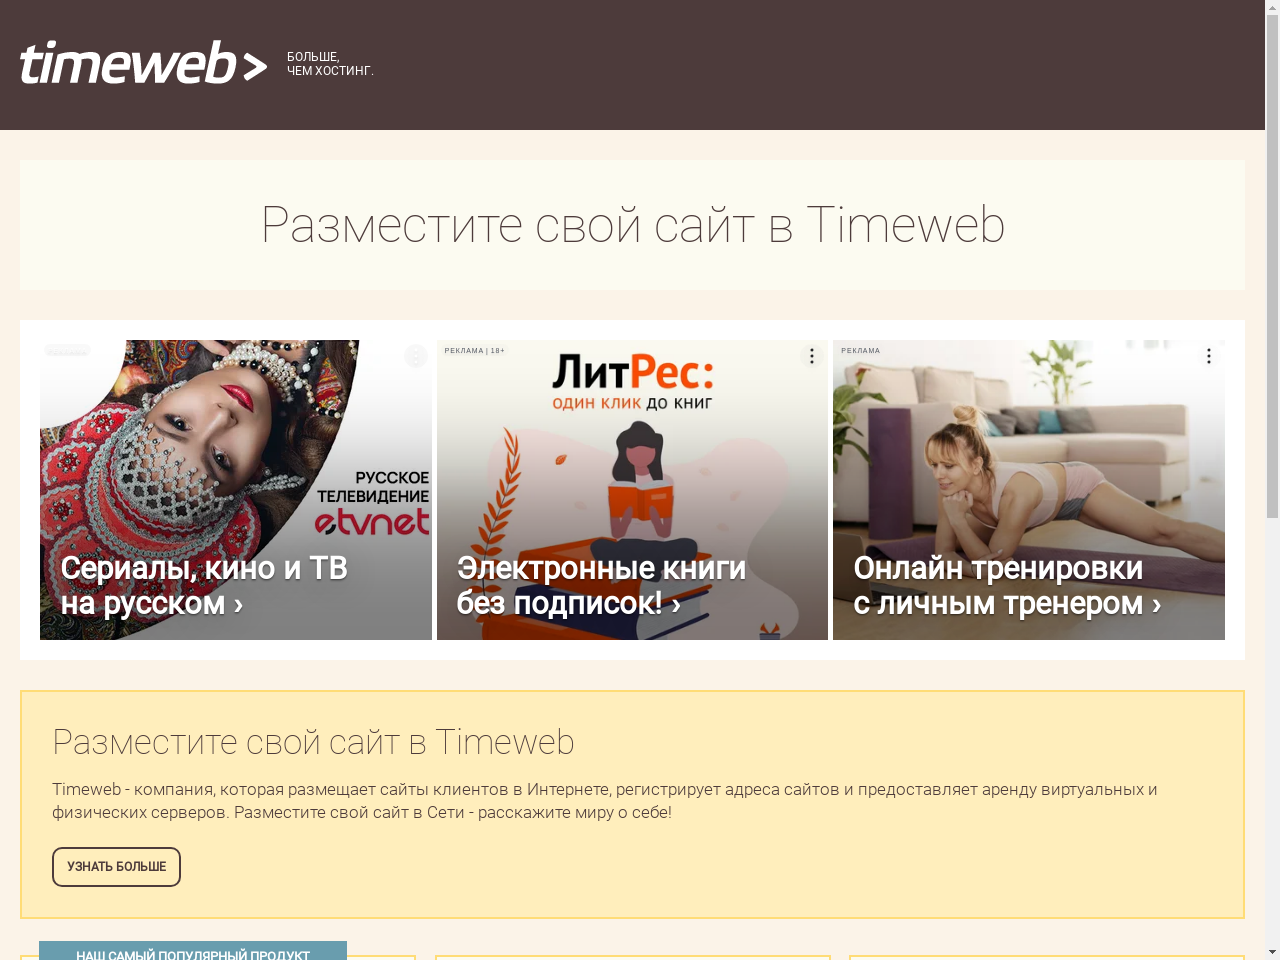 timeweb >
БОЛЬШЕ,
ЧЕМ ХОСТИНГ.
Разместите свой сайт в Timeweb
РУССКОЕ
ТЕЛЕВИДЕНИЕ
etvnet
Сериалы, кино и ТВ
на русском ›
РЕКЛАМА | 18+
ЛитРес:
ОДИН КЛИК ДО КНИГ
Электронные книги
без подписок! ›
РЕКЛАМА
Онлайн тренировки
с личным тренером ›
Разместите свой сайт в Timeweb
Timeweb - компания, которая размещает сайты клиентов в Интернете, регистрирует адреса сайтов и предоставляет аренду виртуальных и
физических серверов. Разместите свой сайт в Сети - расскажите миру о себе!
УЗНАТЬ БОЛЬШЕ
НАШ САМЫЙ ПОПУЛЯРНЫЙ ПРОДУКТ